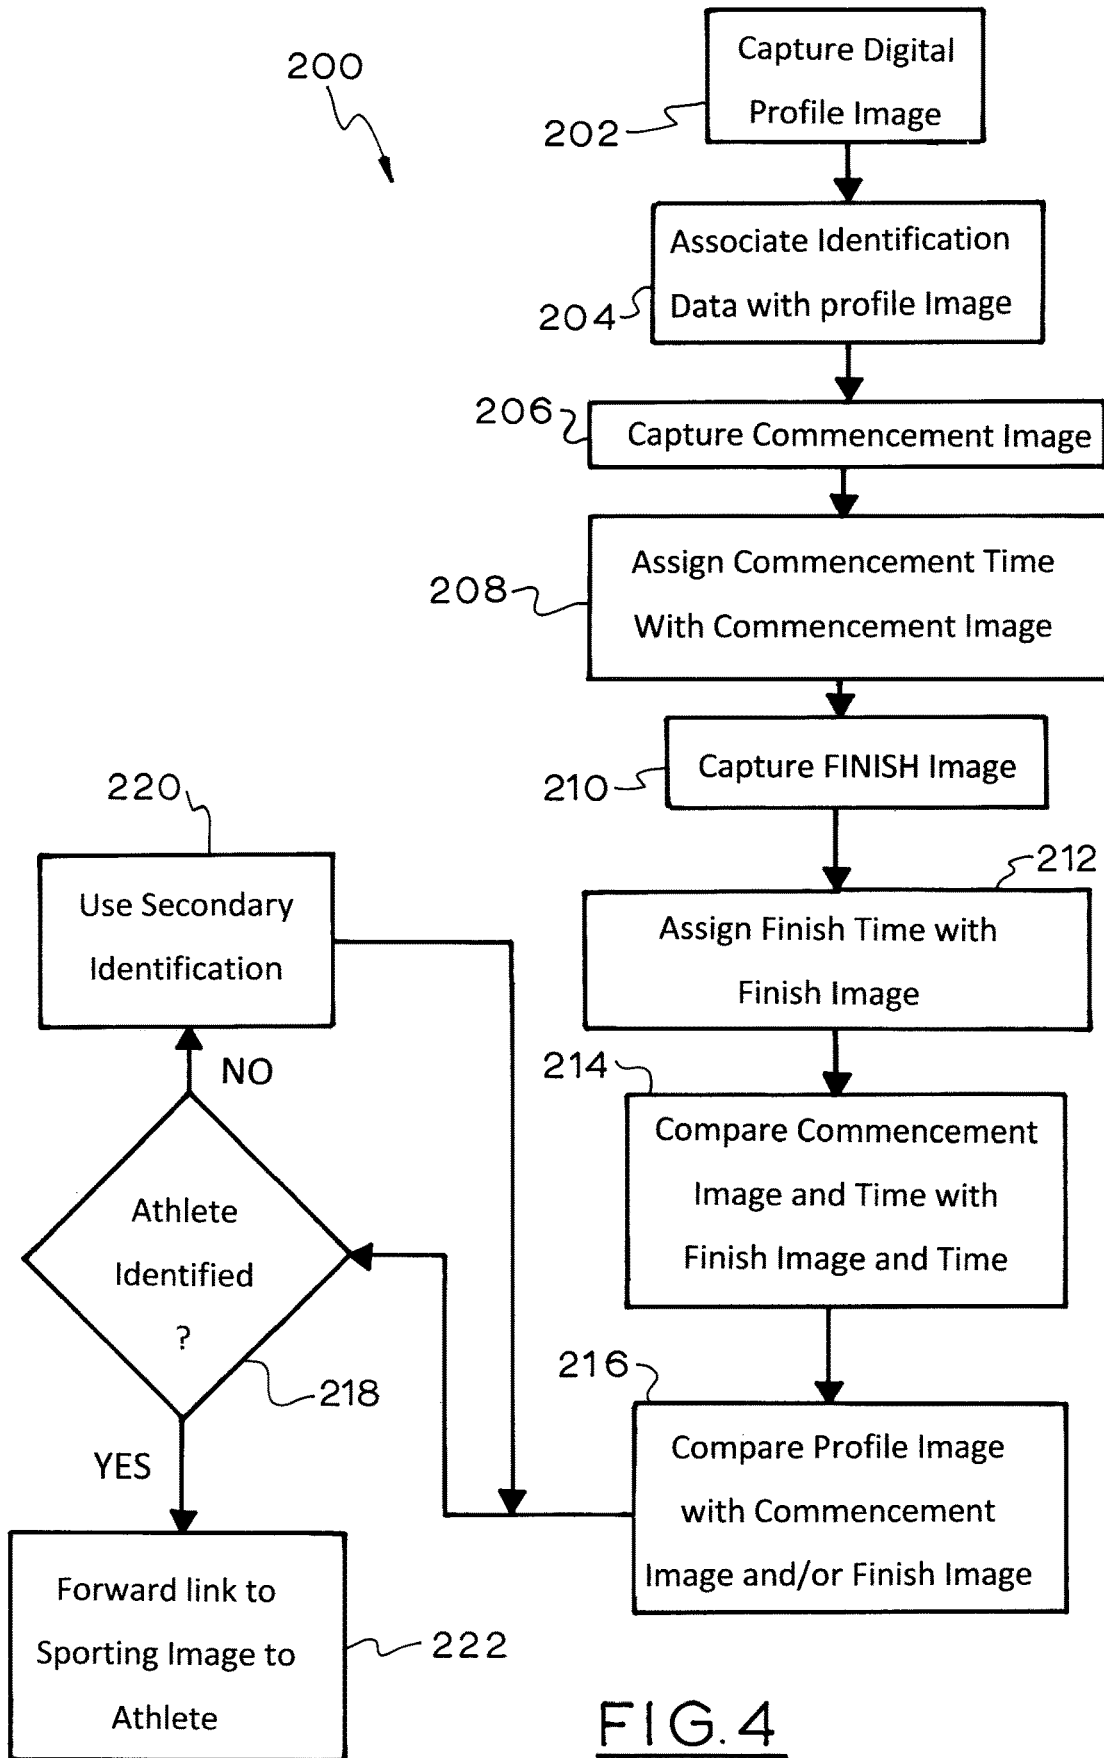 200
Capture Digital
Profile Image
202
Associate Identification
Data with profile Image
204
206
Capture Commencement Image
Assign Commencement Time
With Commencement Image
208
Capture FINISH Image
210
212
Assign Finish Time with
Finish Image
214
Compare Commencement
Image and Time with
Finish Image and Time
216
Compare Profile Image
with Commencement
Image and/or Finish Image
220
Use Secondary
Identification
NO
Athlete
Identified
?
218
YES
Forward link to
Sporting Image to
Athlete
222
FIG.4